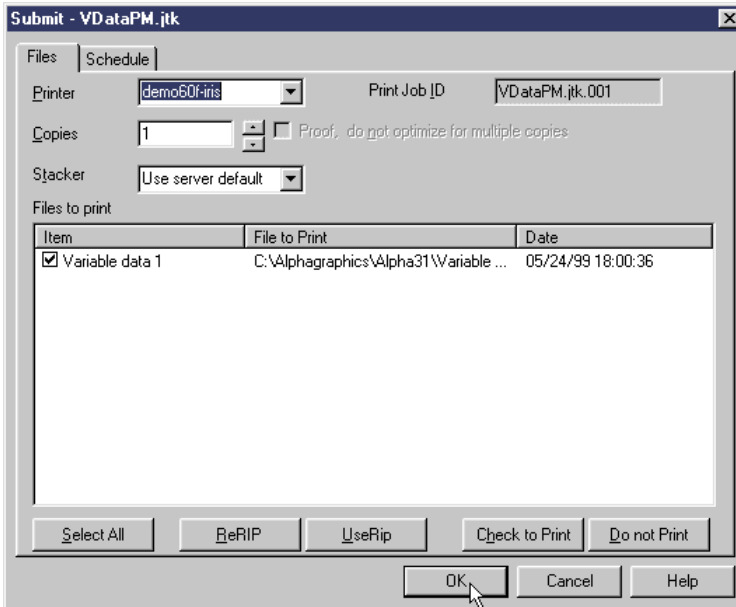 Submit - VDataPM.jtk
Files Schedule
Printer demo60f-iris Print Job ID VDataPM.jtk.001
Copies 1 Proof, do not optimize for multiple copies
Stacker Use server default
Files to print
Item File to Print Date
Variable data 1 C:\Alphagraphics\Alpha31\Variable ... 05/24/99 18:00:36
Select All ReRIP UseRip Check to Print Do not Print
OK Cancel Help